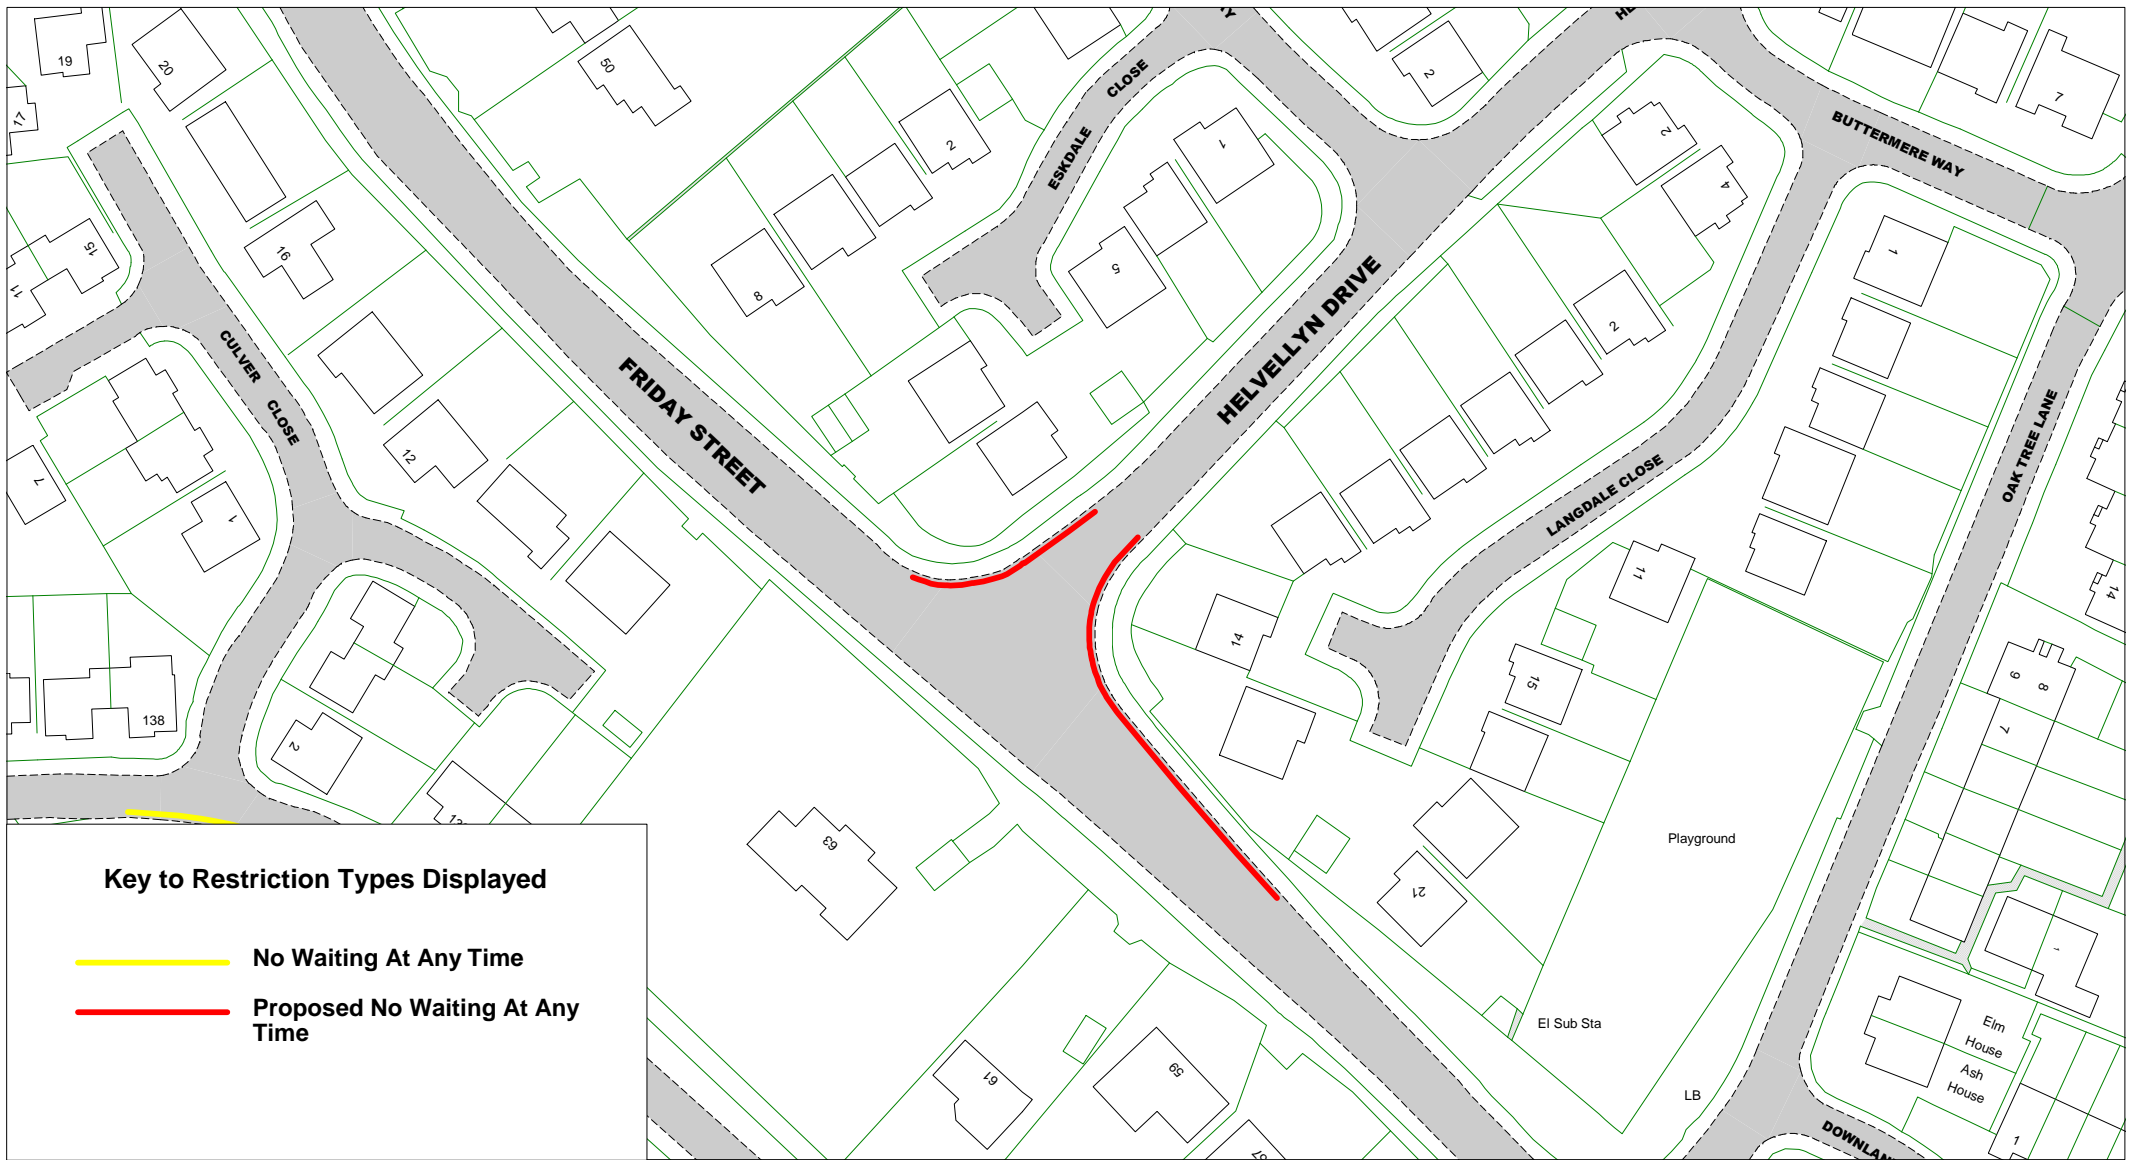 19
20
50
17
2
7
2
1
2
4
ESKDALE CLOSE
BUTTERMERE WAY
15
16
11
8
5
1
2
HELVELLYN DRIVE
FRIDAY STREET
CULVER CLOSE
12
7
1
OAK TREE LANE
LANGDALE CLOSE
11
14
14
15
9
8
7
138
2
63
Playground
21
1
Key to Restriction Types Displayed
No Waiting At Any Time
Proposed No Waiting At Any
Time
El Sub Sta
Elm
House
Ash
House
61
59
LB
1